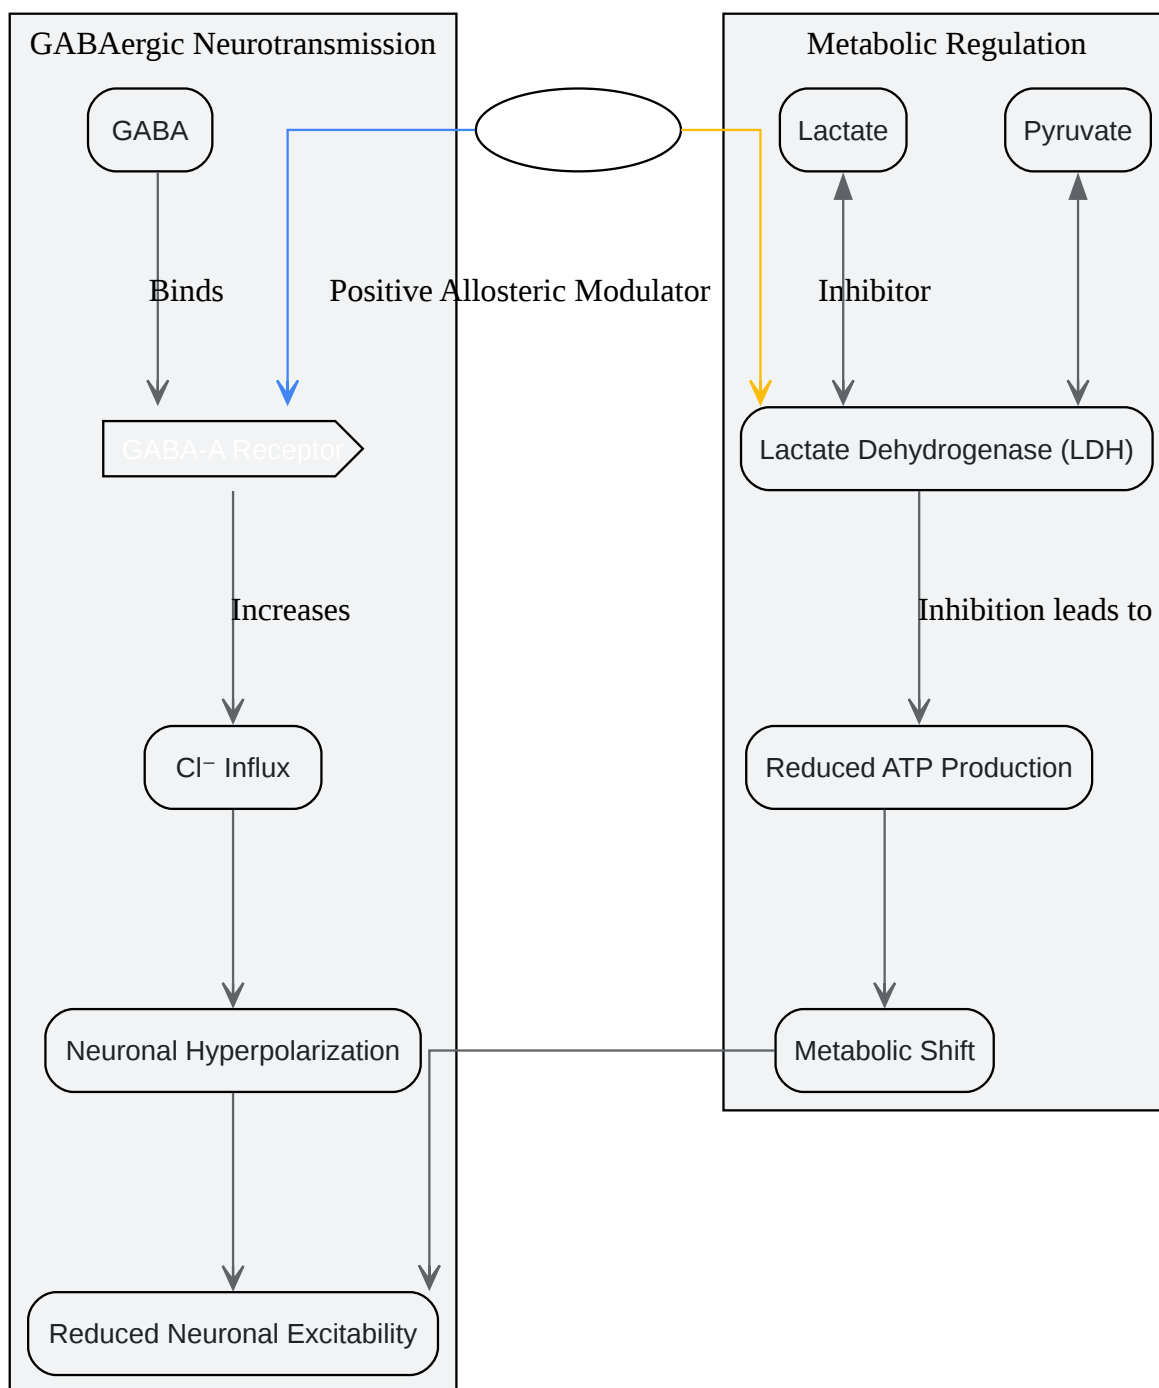 GABAergic Neurotransmission
Metabolic Regulation
GABA
Lactate
Pyruvate
Binds
Positive Allosteric Modulator
Inhibitor
GABA-A Receptor
Lactate Dehydrogenase (LDH)
Increases
Inhibition leads to
Cl⁻ Influx
Reduced ATP Production
Neuronal Hyperpolarization
Metabolic Shift
Reduced Neuronal Excitability